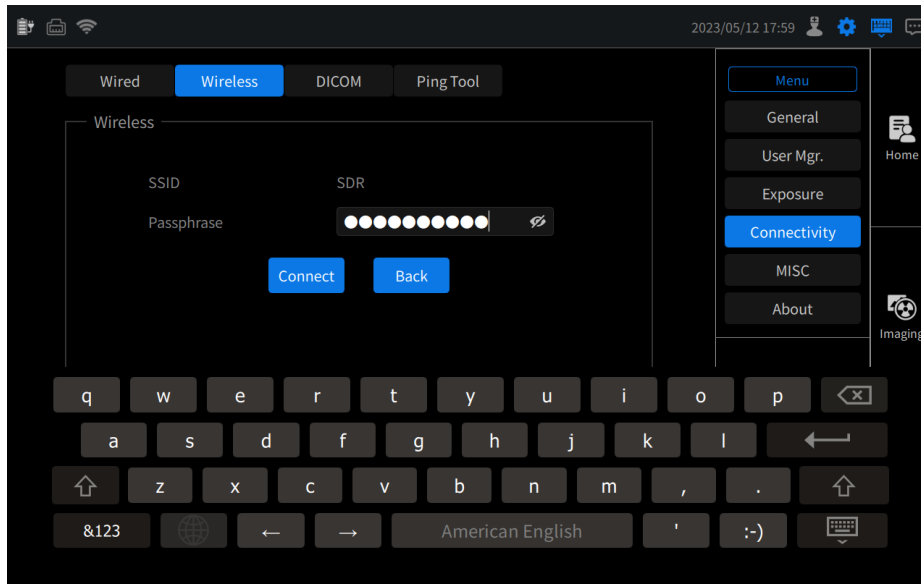 2023/05/12 17:59
Wired Wireless DICOM Ping Tool
Wireless
SSID SDR
Passphrase
Connect Back
Menu
General
User Mgr.
Exposure
Connectivity
MISC
About
Home
Imaging
q w e r t y u i o p
a s d f g h j k l
z x c v b n m , .
&123 ← → American English ' :-)